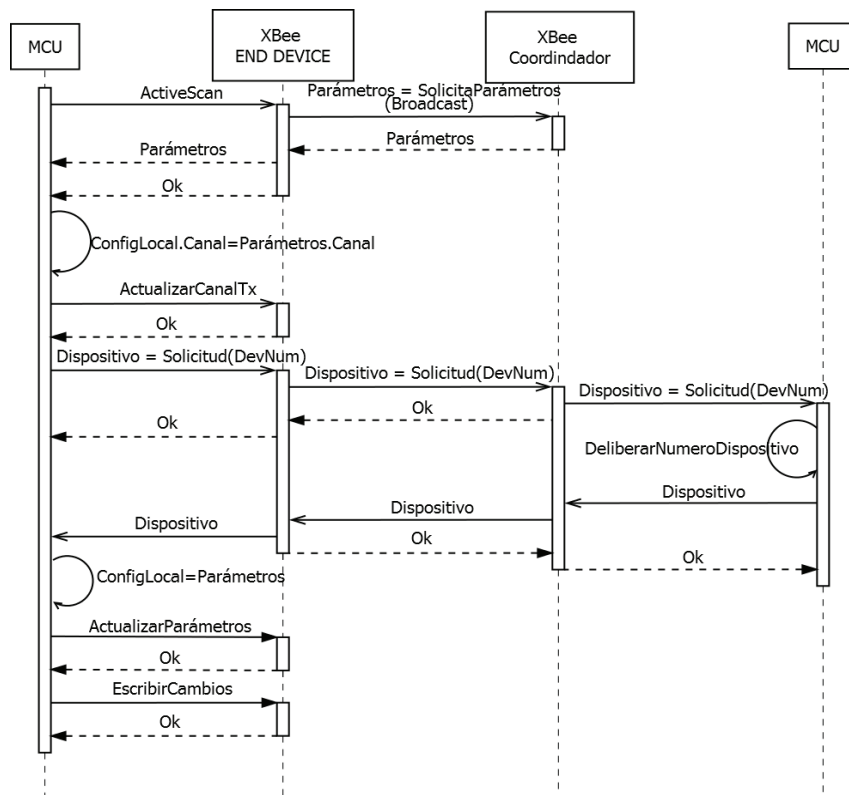 MCU
XBee
END DEVICE
XBee
Coordindador
MCU
ActiveScan
Parámetros = SolicitaParámetros
(Broadcast)
Parámetros
Parámetros
Ok
ConfigLocal.Canal=Parámetros.Canal
ActualizarCanalTx
Ok
Dispositivo = Solicitud(DevNum)
Dispositivo = Solicitud(DevNum)
Dispositivo = Solicitud(DevNum)
Ok
Ok
DeliberarNumeroDispositivo
Dispositivo
Dispositivo
Dispositivo
Ok
Ok
ConfigLocal=Parámetros
ActualizarParámetros
Ok
EscribirCambios
Ok